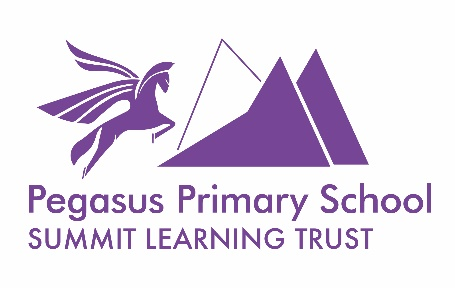 Pegasus Primary School
SUMMIT LEARNING TRUST